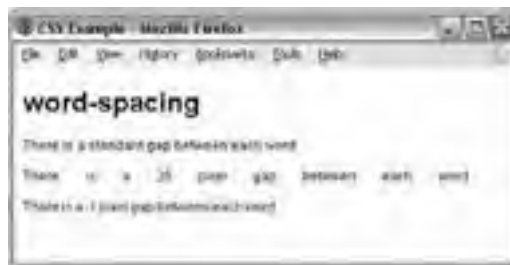 CSS Example - Mozilla Firefox
File Edit View History Bookmarks Tools Help
word-spacing
There is a standard gap between each word
There is a 20 pixel gap between each word
There is a -1 pixel gap between each word